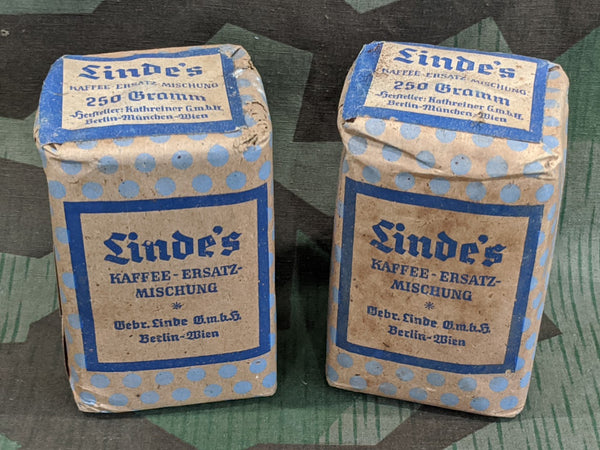 Linde's
KAFFEE-ERSATZ-MISCHUNG
250 Gramm
Hersteller: Kathreiner G.m.b.H.
Berlin-München-Wien
Linde's
KAFFEE-ERSATZ-
MISCHUNG
*
Gebr. Linde G.m.b.H.
Berlin-Wien
Linde's
KAFFEE-ERSATZ-MISCHUNG
250 Gramm
Hersteller: Kathreiner G.m.b.H.
Berlin-München-Wien
Linde's
KAFFEE-ERSATZ-
MISCHUNG
*
Gebr. Linde G.m.b.H.
Berlin-Wien